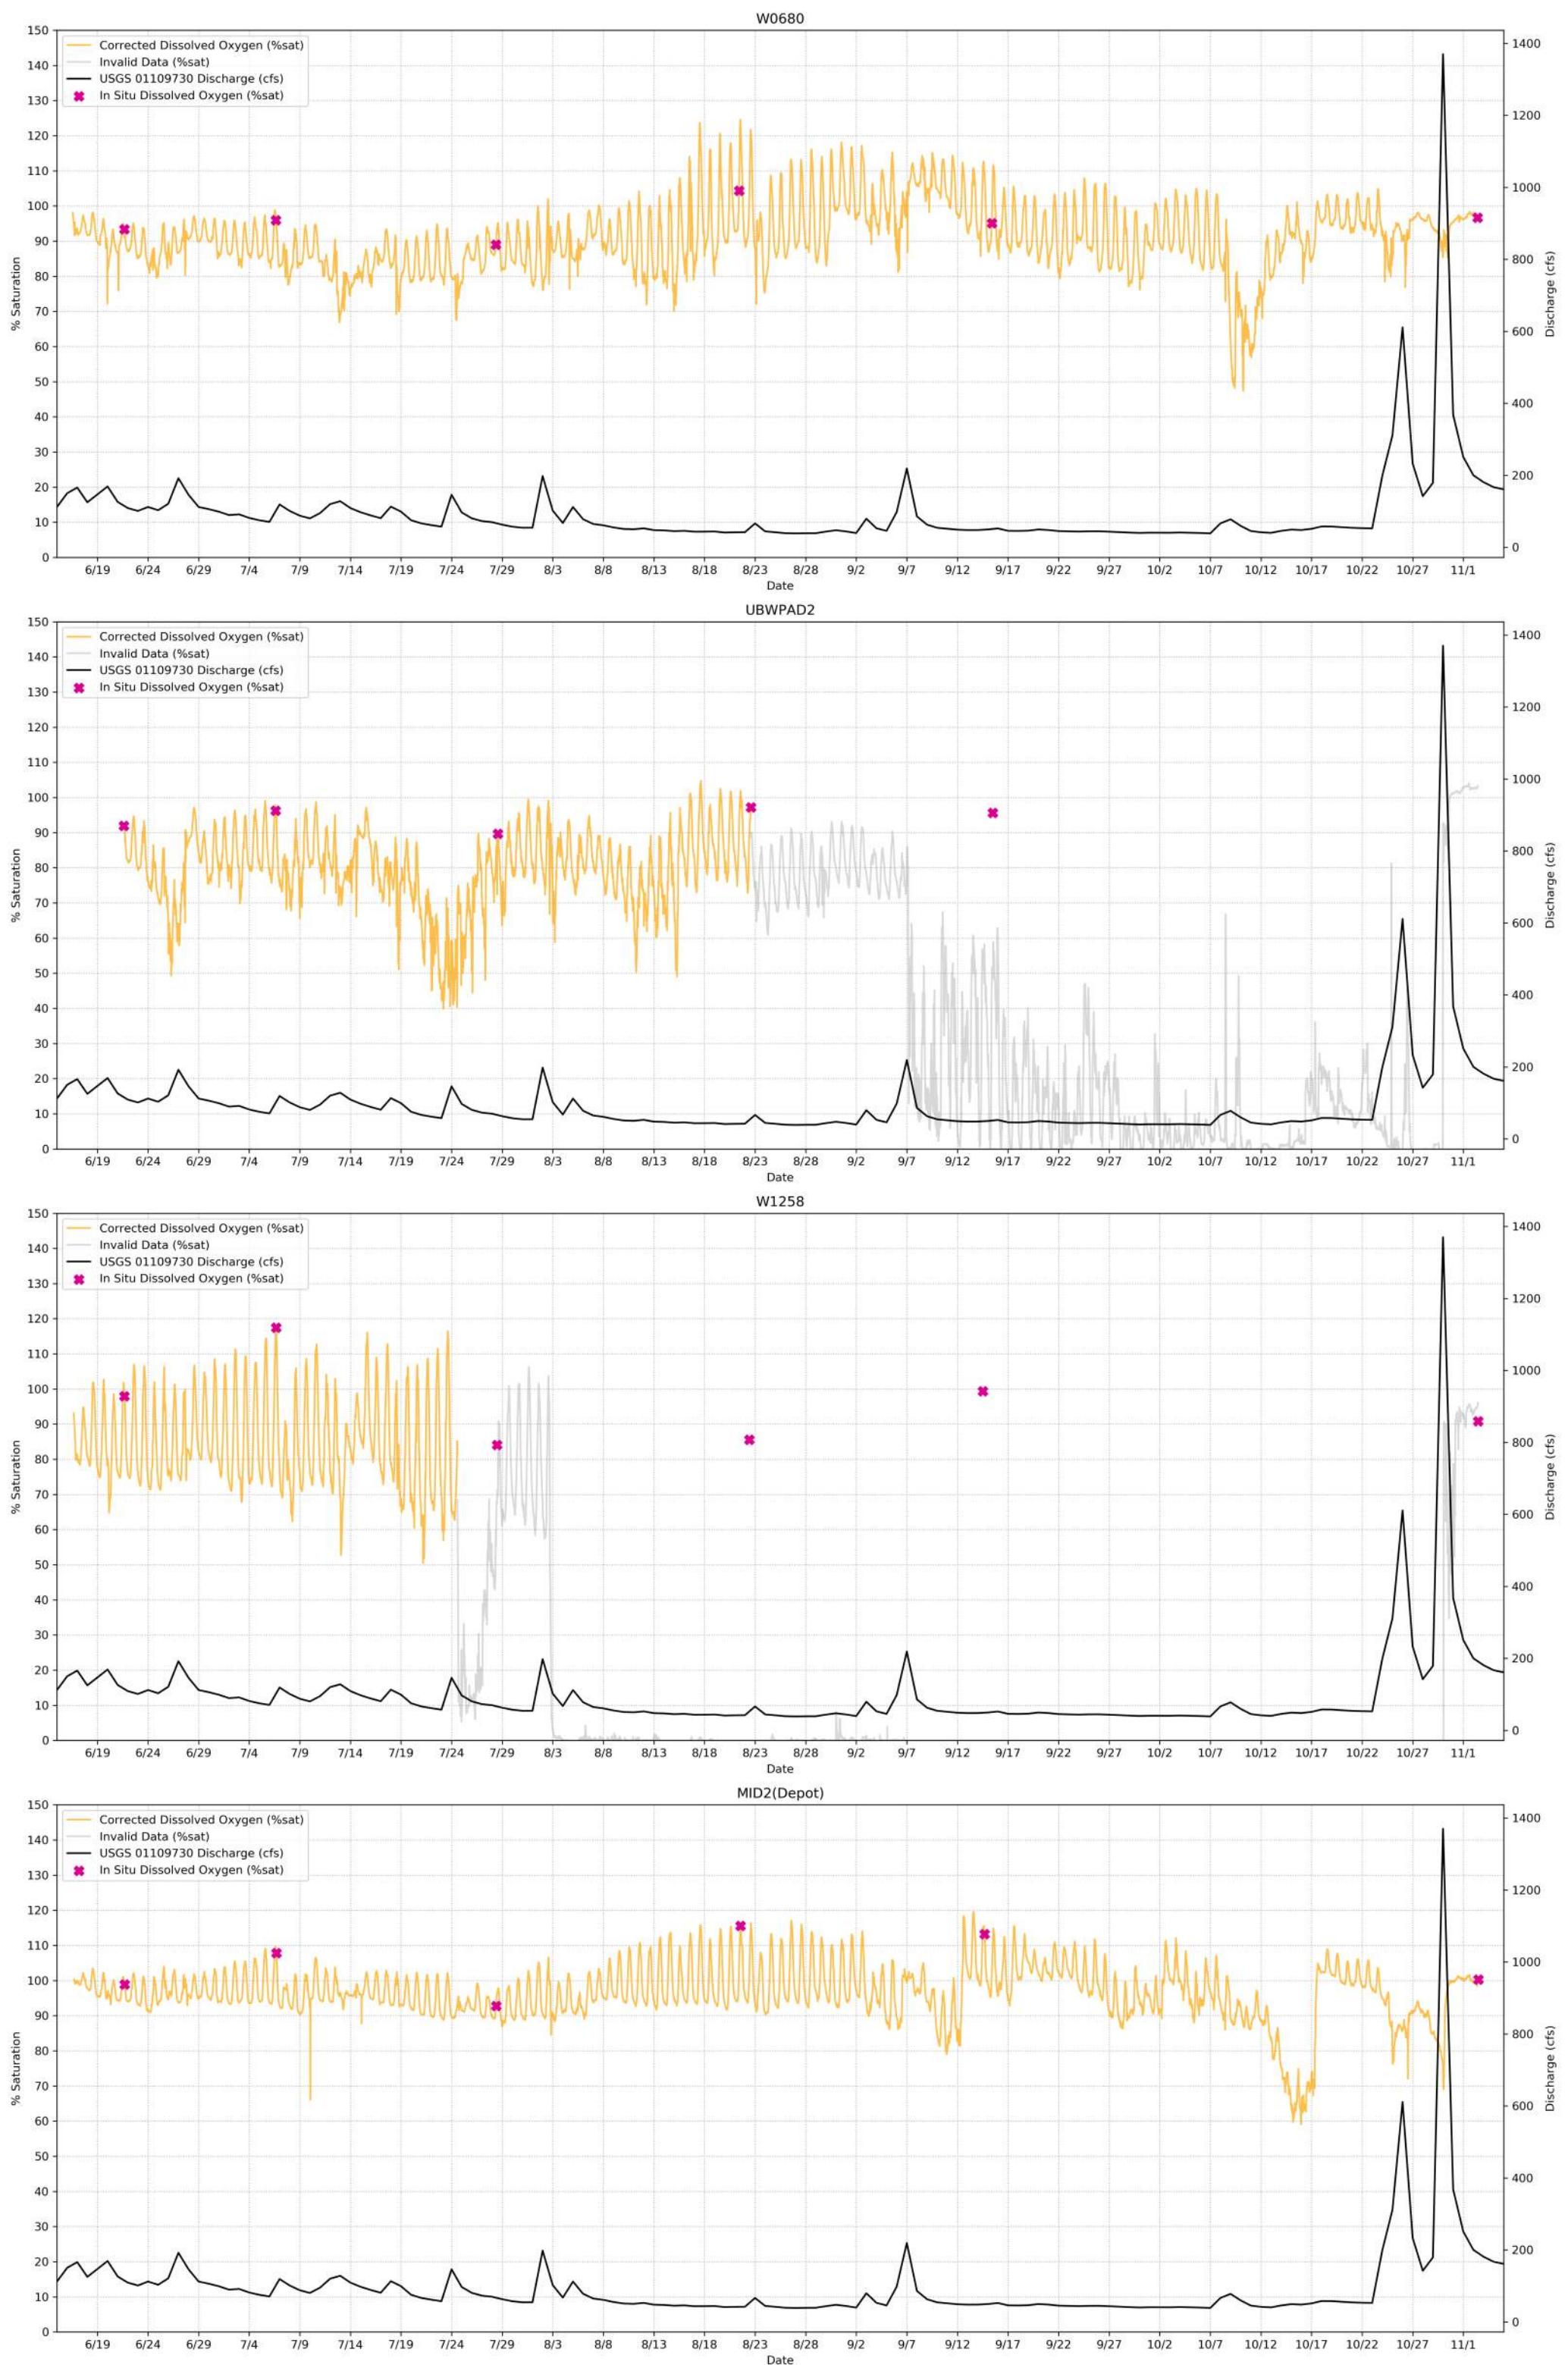 W0680
Corrected Dissolved Oxygen (%sat)
Invalid Data (%sat)
USGS 01109730 Discharge (cfs)
In Situ Dissolved Oxygen (%sat)
150
140
130
120
110
100
90
80
70
60
50
40
30
20
10
0
% Saturation
1400
1200
1000
800
600
400
200
0
Discharge (cfs)
6/19 6/24 6/29 7/4 7/9 7/14 7/19 7/24 7/29 8/3 8/8 8/13 8/18 8/23 8/28 9/2 9/7 9/12 9/17 9/22 9/27 10/2 10/7 10/12 10/17 10/22 10/27 11/1
Date
UBWPAD2
Corrected Dissolved Oxygen (%sat)
Invalid Data (%sat)
USGS 01109730 Discharge (cfs)
In Situ Dissolved Oxygen (%sat)
150
140
130
120
110
100
90
80
70
60
50
40
30
20
10
0
% Saturation
1400
1200
1000
800
600
400
200
0
Discharge (cfs)
6/19 6/24 6/29 7/4 7/9 7/14 7/19 7/24 7/29 8/3 8/8 8/13 8/18 8/23 8/28 9/2 9/7 9/12 9/17 9/22 9/27 10/2 10/7 10/12 10/17 10/22 10/27 11/1
Date
W1258
Corrected Dissolved Oxygen (%sat)
Invalid Data (%sat)
USGS 01109730 Discharge (cfs)
In Situ Dissolved Oxygen (%sat)
150
140
130
120
110
100
90
80
70
60
50
40
30
20
10
0
% Saturation
1400
1200
1000
800
600
400
200
0
Discharge (cfs)
6/19 6/24 6/29 7/4 7/9 7/14 7/19 7/24 7/29 8/3 8/8 8/13 8/18 8/23 8/28 9/2 9/7 9/12 9/17 9/22 9/27 10/2 10/7 10/12 10/17 10/22 10/27 11/1
Date
MID2(Depot)
Corrected Dissolved Oxygen (%sat)
Invalid Data (%sat)
USGS 01109730 Discharge (cfs)
In Situ Dissolved Oxygen (%sat)
150
140
130
120
110
100
90
80
70
60
50
40
30
20
10
0
% Saturation
1400
1200
1000
800
600
400
200
0
Discharge (cfs)
6/19 6/24 6/29 7/4 7/9 7/14 7/19 7/24 7/29 8/3 8/8 8/13 8/18 8/23 8/28 9/2 9/7 9/12 9/17 9/22 9/27 10/2 10/7 10/12 10/17 10/22 10/27 11/1
Date